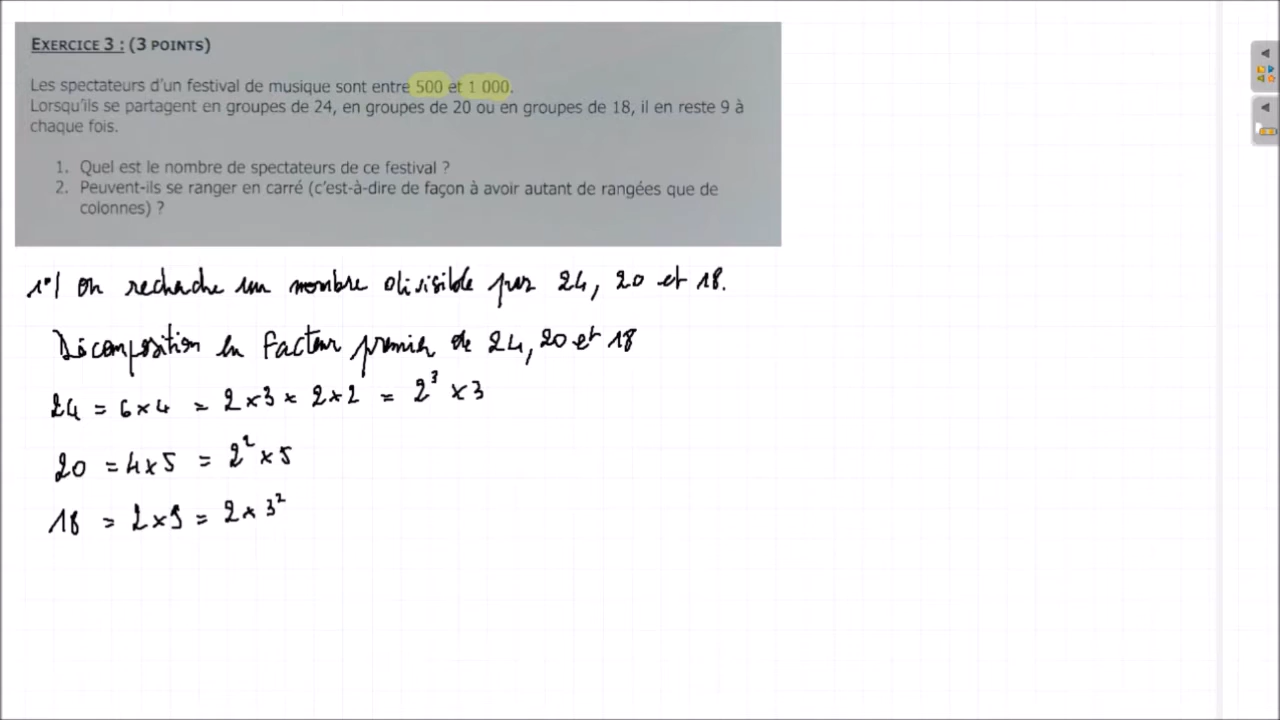 EXERCICE 3 : (3 POINTS)
Les spectateurs d'un festival de musique sont entre 500 et 1 000.
Lorsqu'ils se partagent en groupes de 24, en groupes de 20 ou en groupes de 18, il en reste 9 à
chaque fois.
1. Quel est le nombre de spectateurs de ce festival ?
2. Peuvent-ils se ranger en carré (c'est-à-dire de façon à avoir autant de rangées que de
colonnes) ?
1°/ On recherche un nombre divisible par 24, 20 et 18.
Décomposition en facteur premier de 24, 20 et 18
24 = 6 × 4 = 2 × 3 × 2 × 2 = 2³ × 3
20 = 4 × 5 = 2² × 5
18 = 2 × 9 = 2 × 3²